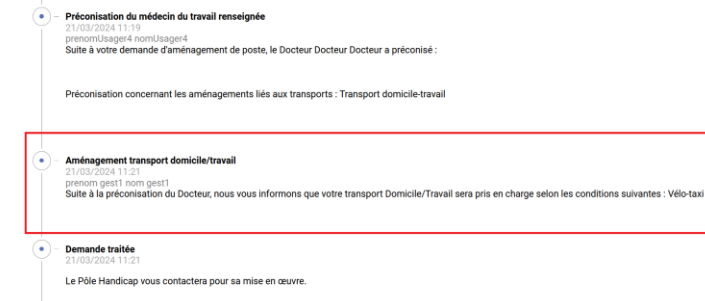 Préconisation du médecin du travail renseignée
21/03/2024 11:19
prenomUsager4 nomUsager4
Suite à votre demande d'aménagement de poste, le Docteur Docteur Docteur a préconisé :
Préconisation concernant les aménagements liés aux transports : Transport domicile-travail
Aménagement transport domicile/travail
21/03/2024 11:21
prenom gest1 nom gest1
Suite à la préconisation du Docteur, nous vous informons que votre transport Domicile/Travail sera pris en charge selon les conditions suivantes : Vélo-taxi
Demande traitée
21/03/2024 11:21
Le Pôle Handicap vous contactera pour sa mise en œuvre.